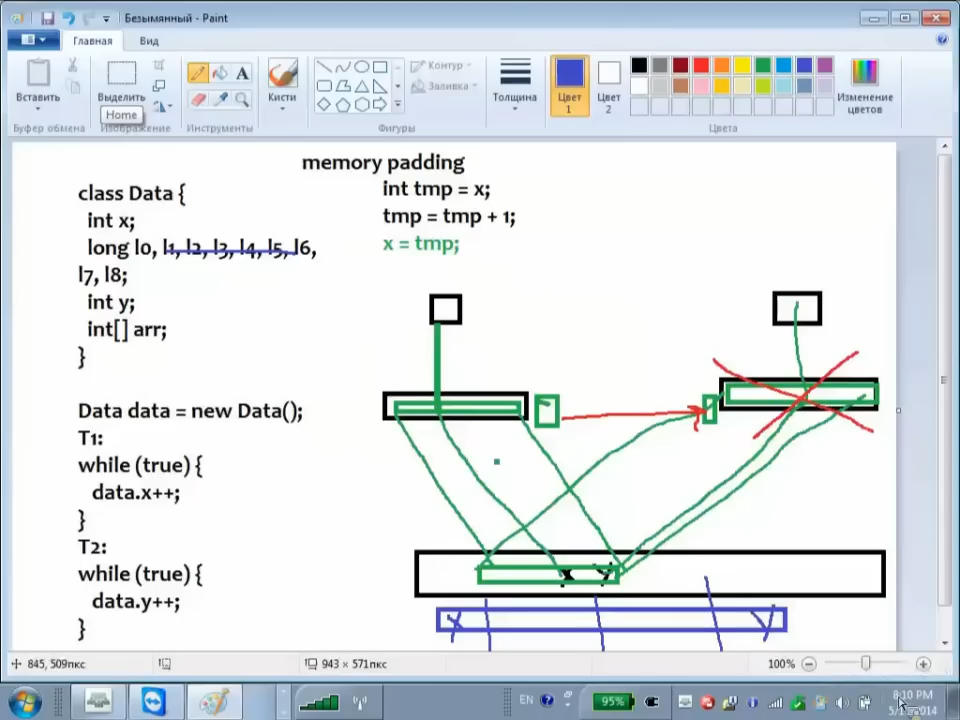 Безымянный - Paint
Главная
Вид
Вставить
Выделить
Home
Кисти
Контур
Заливка
Толщина
Цвет 1
Цвет 2
Изменение цветов
Буфер обмена
Изображение
Инструменты
Фигуры
Цвета
memory padding
class Data {
int x;
long l0, l1, l2, l3, l4, l5, l6,
l7, l8;
int y;
int[] arr;
}
int tmp = x;
tmp = tmp + 1;
x = tmp;
Data data = new Data();
T1:
while (true) {
data.x++;
}
T2:
while (true) {
data.y++;
}
X Y
X Y
845, 509пкс
943 × 571пкс
100%
EN
95%
8:10 PM